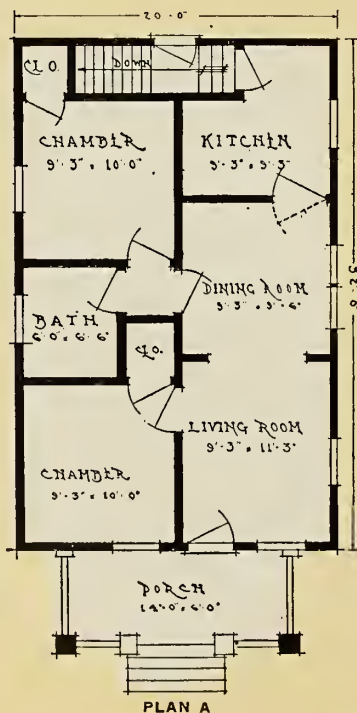 20'-0"
CLO.
DOWN
CHAMBER
9'-3" x 10'-0"
KITCHEN
9'-3" x 9'-3"
DINING ROOM
9'-3" x 9'-6"
32'-6"
BATH
6'-0" x 6'-6"
CLO.
LIVING ROOM
9'-3" x 11'-3"
CHAMBER
9'-3" x 10'-0"
PORCH
14'-0" x 6'-0"
PLAN A